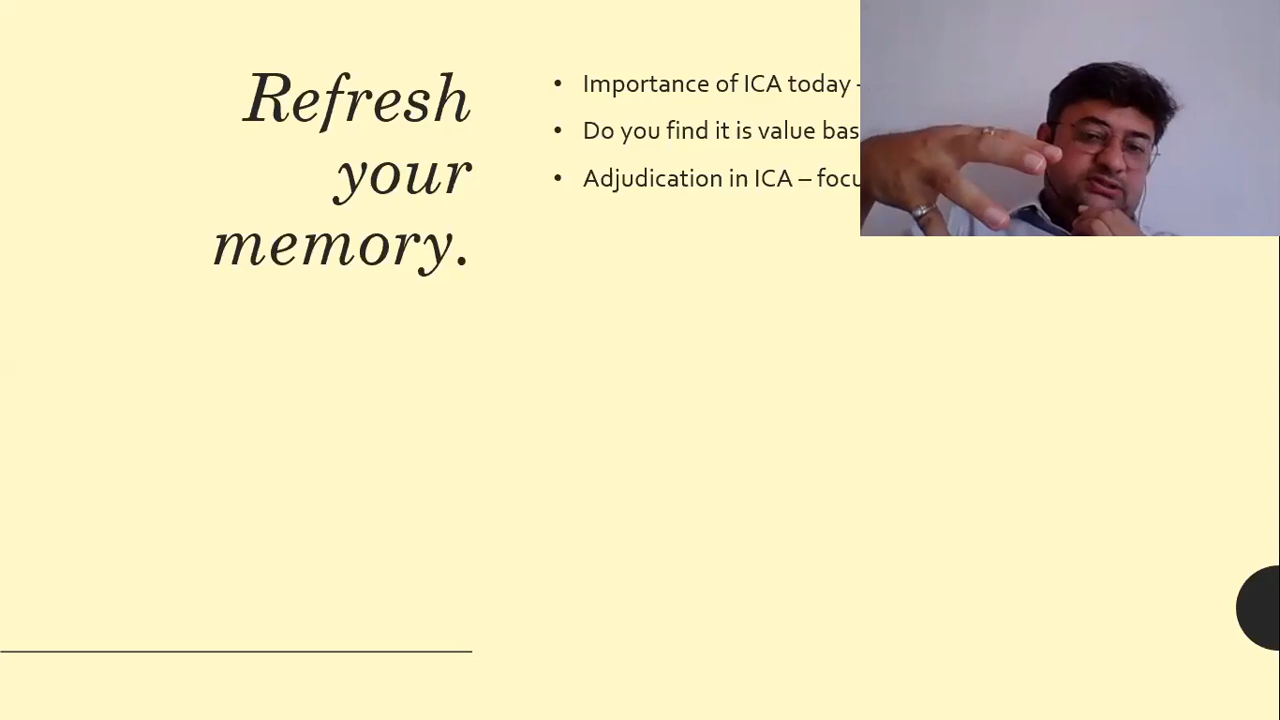 Refresh
your
memory.
• Importance of ICA today -
• Do you find it is value bas
• Adjudication in ICA – focu